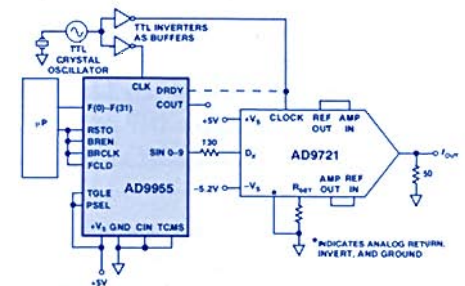 TTL INVERTERS
AS BUFFERS
TTL
CRYSTAL
OSCILLATOR
CLK
DRDY
COUT
F(0)–F(31)
μP
RSTO
BREN
BRCLK
FCLD
SIN 0–9
130
AD9955
TGLE
PSEL
+VS GND CIN TCMS
+5V
+5V
+VS
CLOCK
REF
OUT
AMP
IN
DX
AD9721
–5.2V
–VS
RSET
AMP
OUT
REF
IN
*
fOUT
50
*INDICATES ANALOG RETURN,
INVERT, AND GROUND